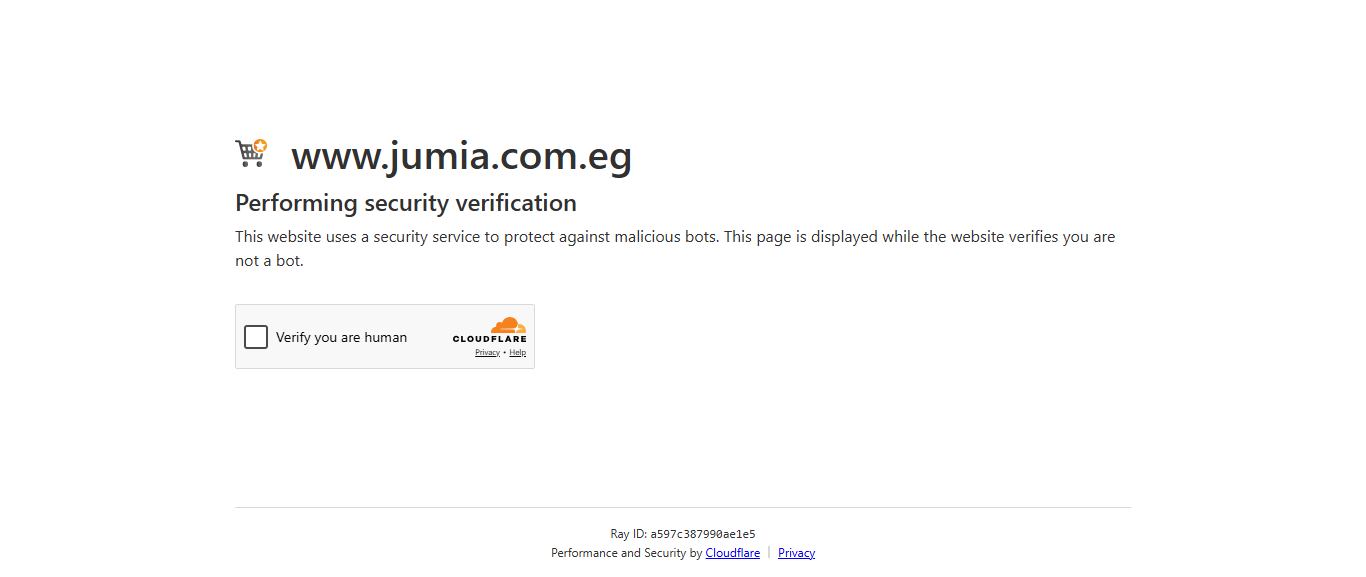 www.jumia.com.eg
Performing security verification
This website uses a security service to protect against malicious bots. This page is displayed while the website verifies you are
not a bot.
Verify you are human
CLOUDFLARE
Privacy • Help
Ray ID: a597c387990ae1e5
Performance and Security by Cloudflare | Privacy